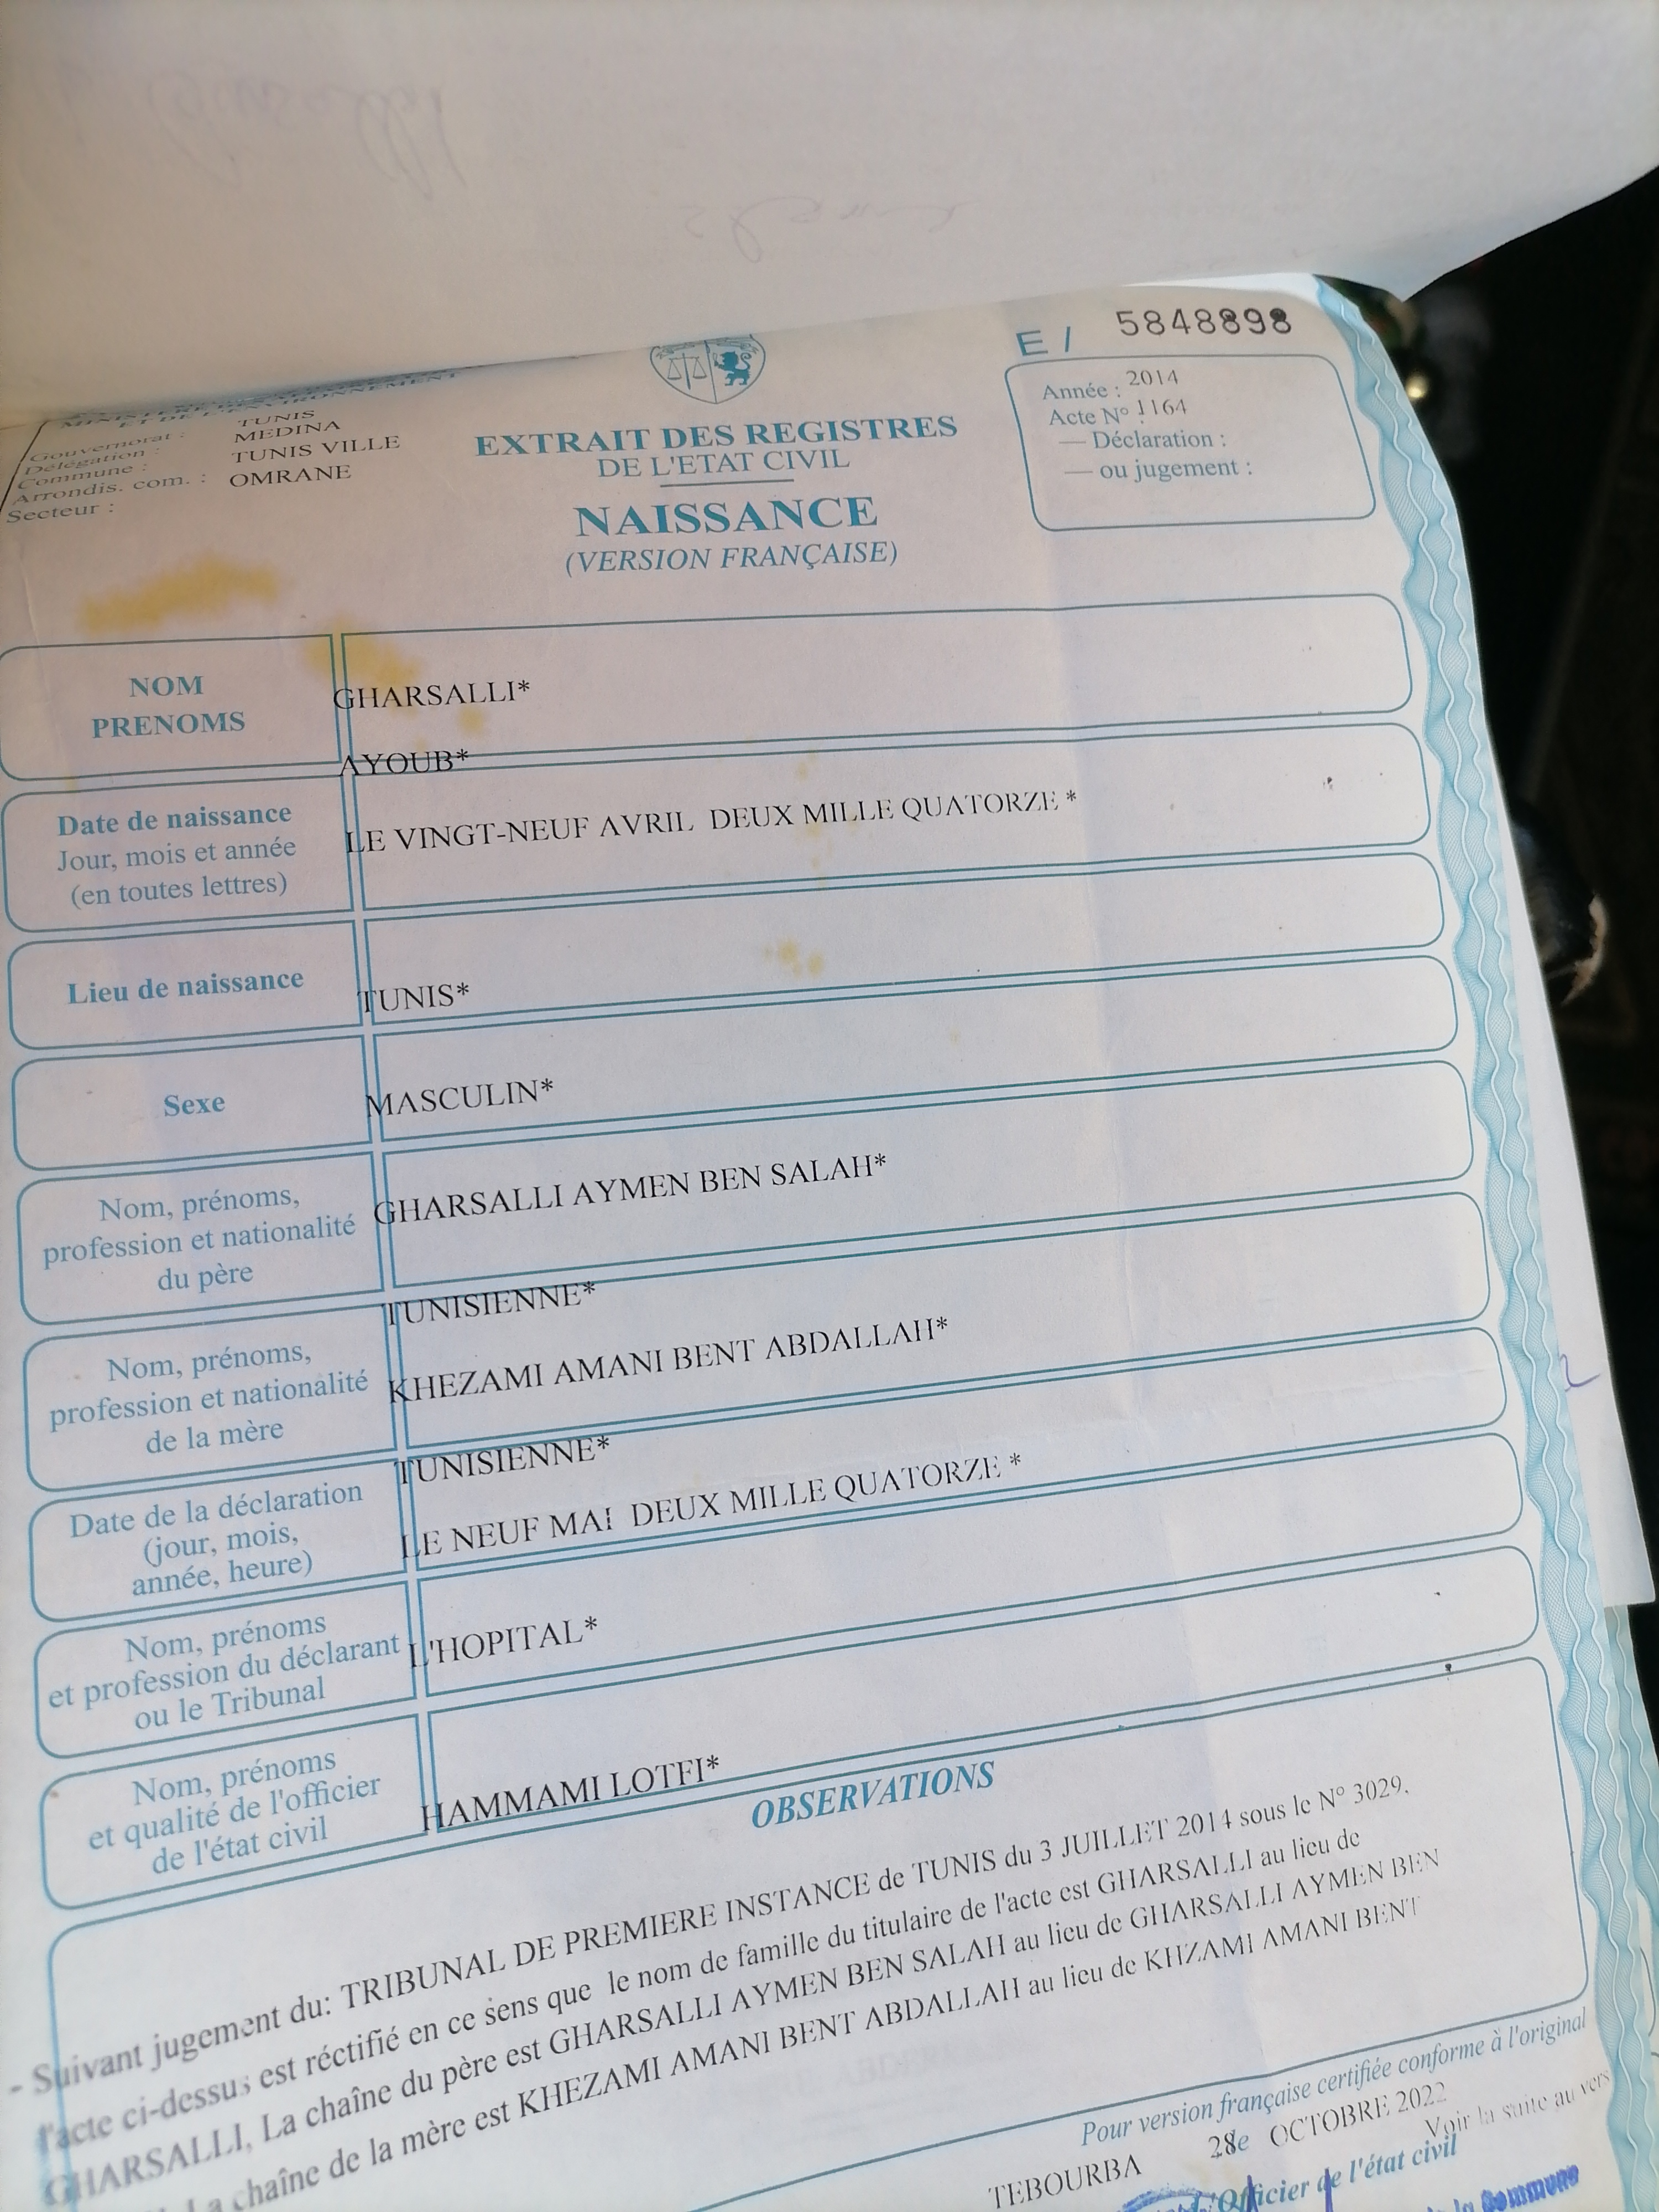 E / 5848898
MINISTERE
ET DE L'ENVIRONNEMENT
Gouvernorat : TUNIS
Délégation : MEDINA
Commune : TUNIS VILLE
Arrondis. com. : OMRANE
Secteur :
EXTRAIT DES REGISTRES
DE L'ETAT CIVIL
NAISSANCE
(VERSION FRANÇAISE)
Année : 2014
Acte N° : 1164
— Déclaration :
— ou jugement :
NOM
PRENOMS
GHARSALLI*
AYOUB*
Date de naissance
Jour, mois et année
(en toutes lettres)
LE VINGT-NEUF AVRIL DEUX MILLE QUATORZE *
Lieu de naissance
TUNIS*
Sexe
MASCULIN*
Nom, prénoms,
profession et nationalité
du père
GHARSALLI AYMEN BEN SALAH*
TUNISIENNE*
Nom, prénoms,
profession et nationalité
de la mère
KHEZAMI AMANI BENT ABDALLAH*
TUNISIENNE*
Date de la déclaration
(jour, mois,
année, heure)
LE NEUF MAI DEUX MILLE QUATORZE *
Nom, prénoms
et profession du déclarant
ou le Tribunal
L'HOPITAL*
Nom, prénoms
et qualité de l'officier
de l'état civil
HAMMAMI LOTFI*
OBSERVATIONS
- Suivant jugement du: TRIBUNAL DE PREMIERE INSTANCE de TUNIS du 3 JUILLET 2014 sous le N° 3029,
l'acte ci-dessus est réctifié en ce sens que le nom de famille du titulaire de l'acte est GHARSALLI au lieu de
GHARSALLI, La chaîne du père est GHARSALLI AYMEN BEN SALAH au lieu de GHARSALLI AYMEN BEN
La chaîne de la mère est KHEZAMI AMANI BENT ABDALLAH au lieu de KHZAMI AMANI BENT
Pour version française certifiée conforme à l'original
Voir la suite au vers
TEBOURBA 28e OCTOBRE 2022
L'Officier de l'état civil
la Commune